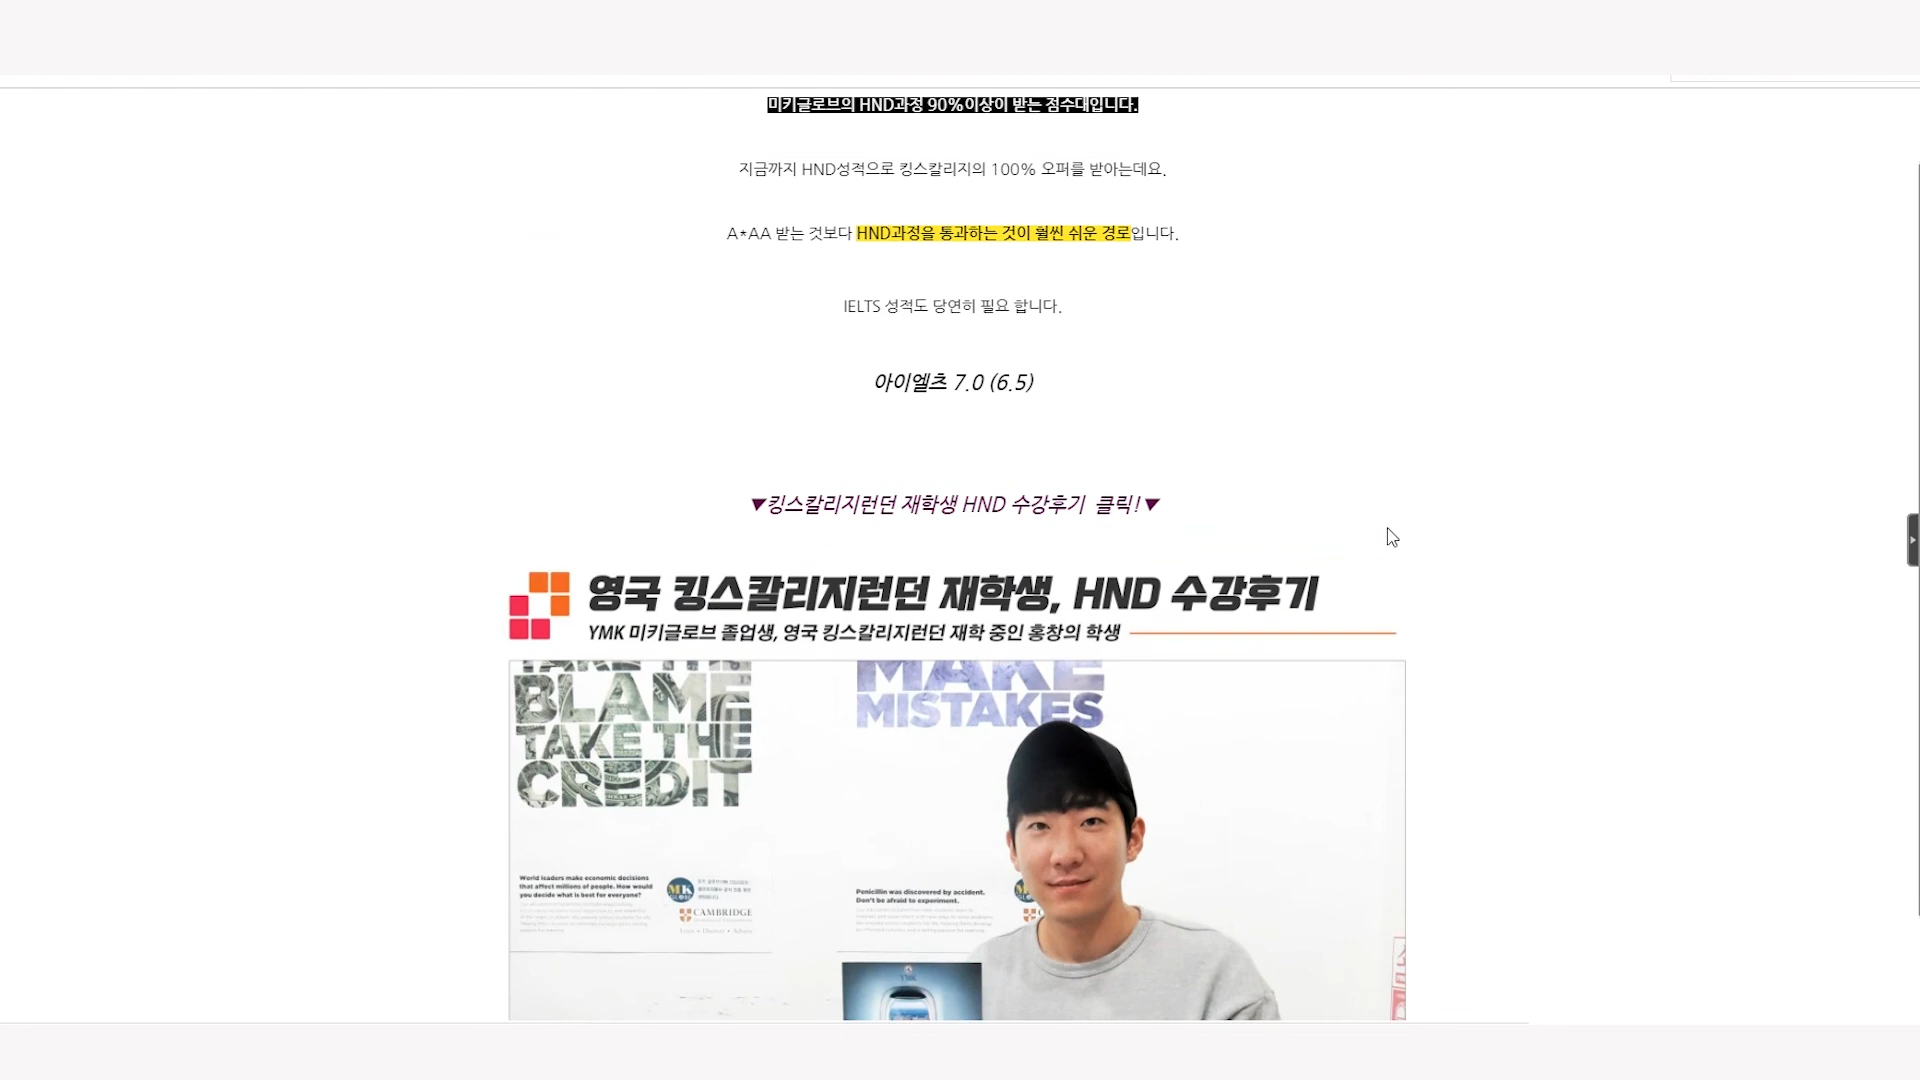 미키글로브의 HND과정 90%이상이 받는 점수대입니다.
지금까지 HND성적으로 킹스칼리지의 100% 오퍼를 받아는데요.
A*AA 받는 것보다 HND과정을 통과하는 것이 훨씬 쉬운 경로입니다.
IELTS 성적도 당연히 필요 합니다.
아이엘츠 7.0 (6.5)
▼킹스칼리지런던 재학생 HND 수강후기 클릭!▼
영국 킹스칼리지런던 재학생, HND 수강후기
YMK 미키글로브 졸업생, 영국 킹스칼리지런던 재학 중인 홍창의 학생
TAKE THE
BLAME
TAKE THE
CREDIT
MAKE
MISTAKES
World leaders make economic decisions
that affect millions of people. How would
you decide what is best for everyone?
MK
CAMBRIDGE
Penicillin was discovered by accident.
Don't be afraid to experiment.
YMK